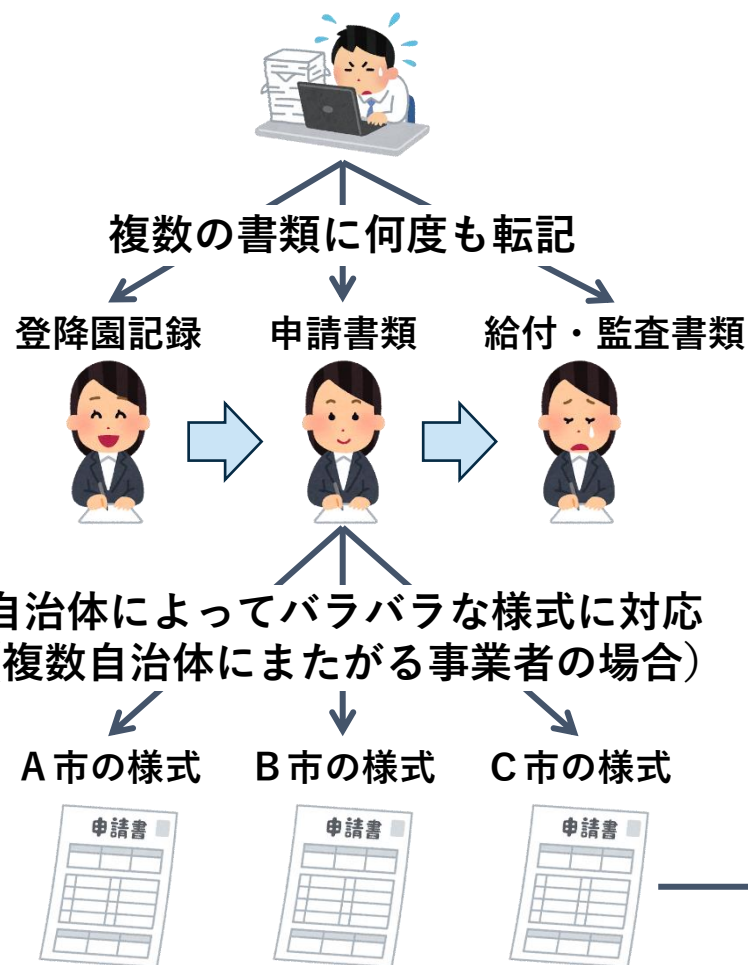 複数の書類に何度も転記
登降園記録
申請書類
給付・監査書類
自治体によってバラバラな様式に対応
複数自治体にまたがる事業者の場合）
A市の様式
B市の様式
C市の様式
申請書
申請書
申請書